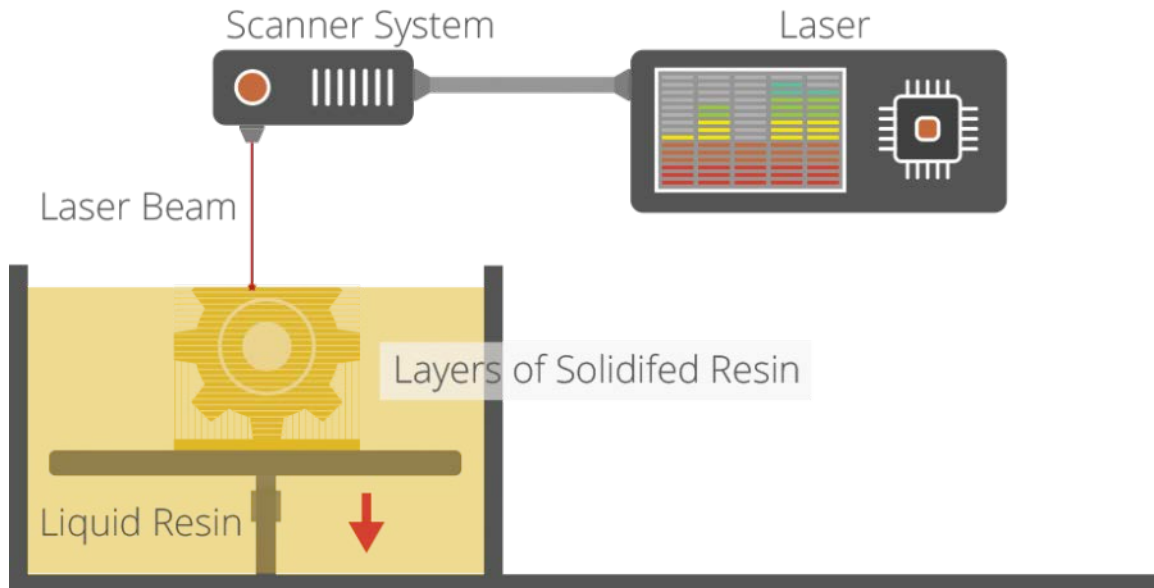 Scanner System
Laser
Laser Beam
Layers of Solidifed Resin
Liquid Resin